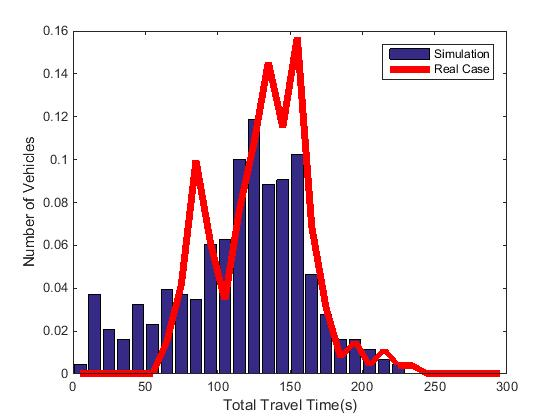 0.16
0.14
0.12
0.1
0.08
0.06
0.04
0.02
0
Number of Vehicles
Simulation
Real Case
0 50 100 150 200 250 300
Total Travel Time(s)